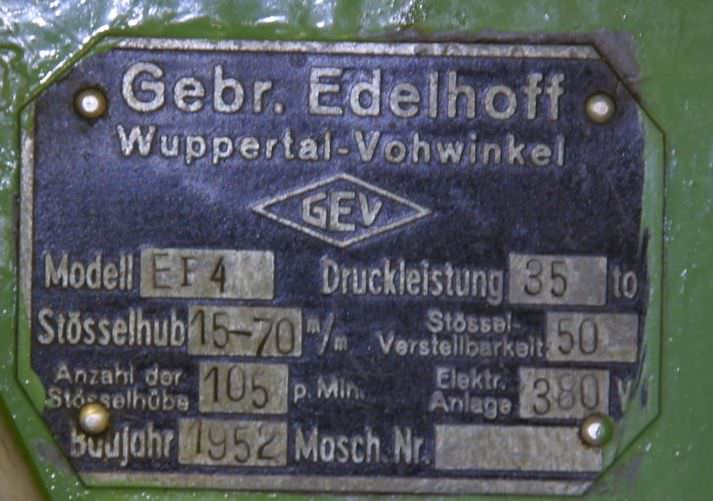 Gebr. Edelhoff
Wuppertal-Vohwinkel
GEV
Modell EF4 Druckleistung 35 to
Stösselhub 15-70 m/m Stössel-Verstellbarkeit 50
Anzahl der Stösselhübe 105 p. Min. Elektr. Anlage 380 V
Baujahr 1952 Masch. Nr.